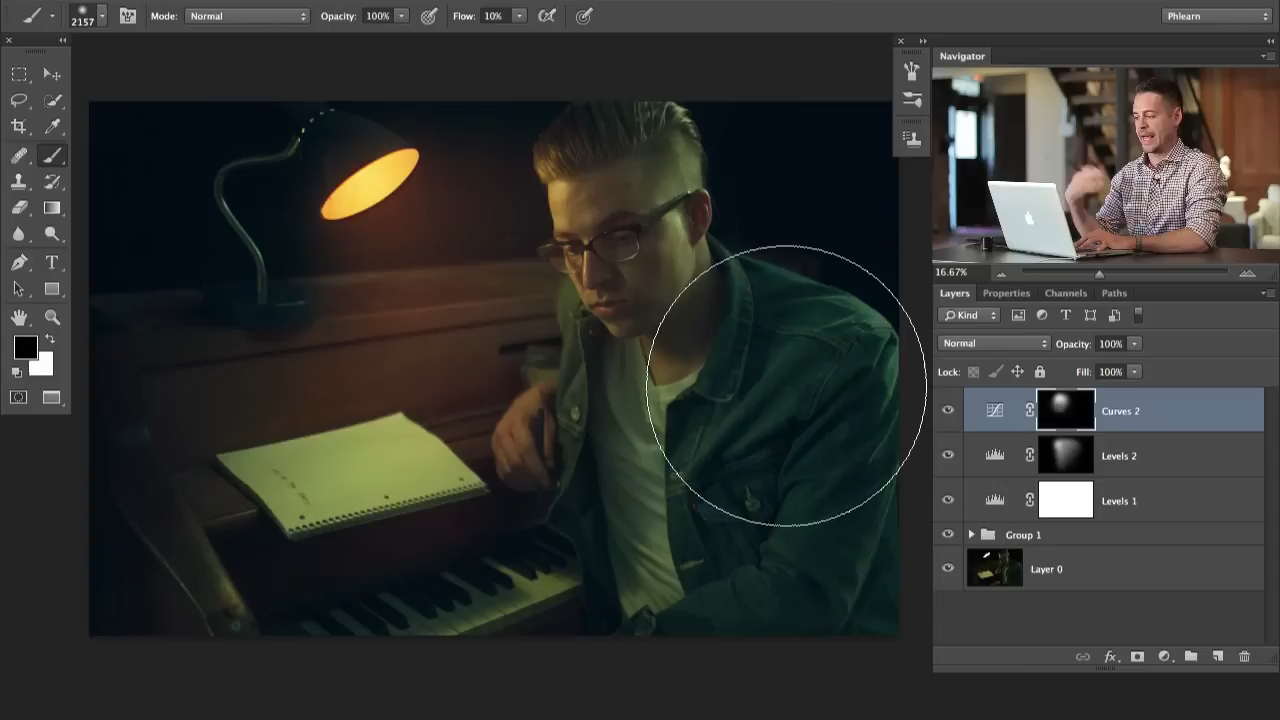 2157 Mode: Normal Opacity: 100% Flow: 10% Phlearn
Navigator
16.67%
Layers Properties Channels Paths
Kind T
Normal Opacity: 100%
Lock: Fill: 100%
Curves 2
Levels 2
Levels 1
Group 1
Layer 0
fx
T